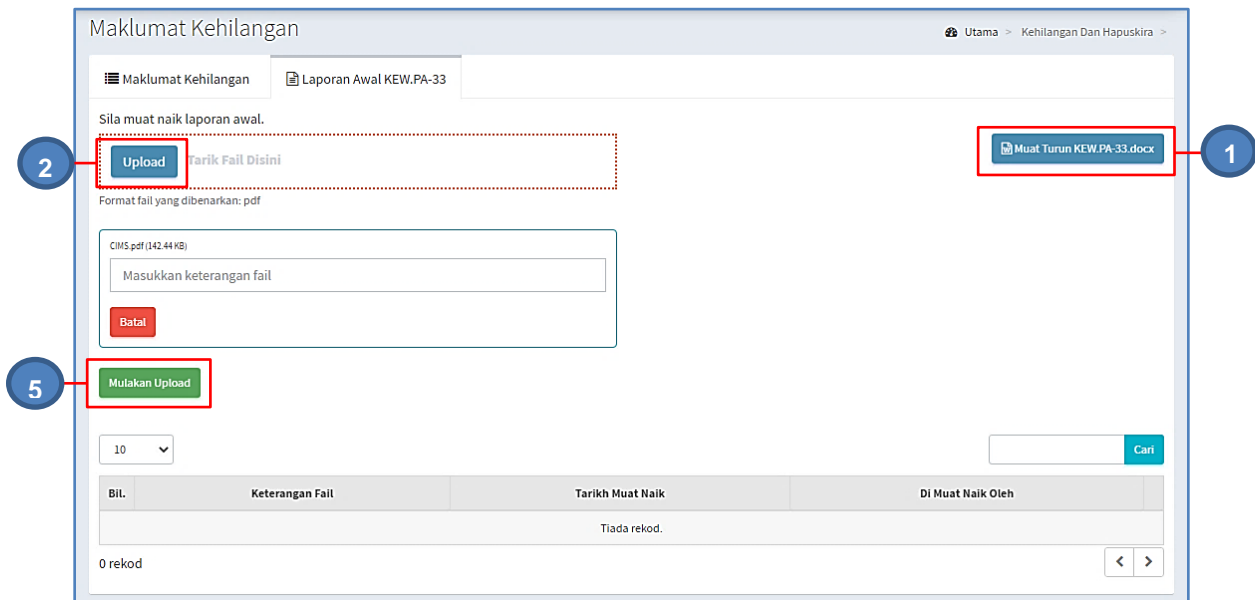 Maklumat Kehilangan
Utama > Kehilangan Dan Hapuskira >
Maklumat Kehilangan
Laporan Awal KEW.PA-33
Sila muat naik laporan awal.
Upload Tarik Fail Disini
2
Muat Turun KEW.PA-33.docx
1
Format fail yang dibenarkan: pdf
CIMS.pdf (142.44 KB)
Masukkan keterangan fail
Batal
Mulakan Upload
5
10
Cari
Bil. Keterangan Fail Tarikh Muat Naik Di Muat Naik Oleh
Tiada rekod.
0 rekod
< >